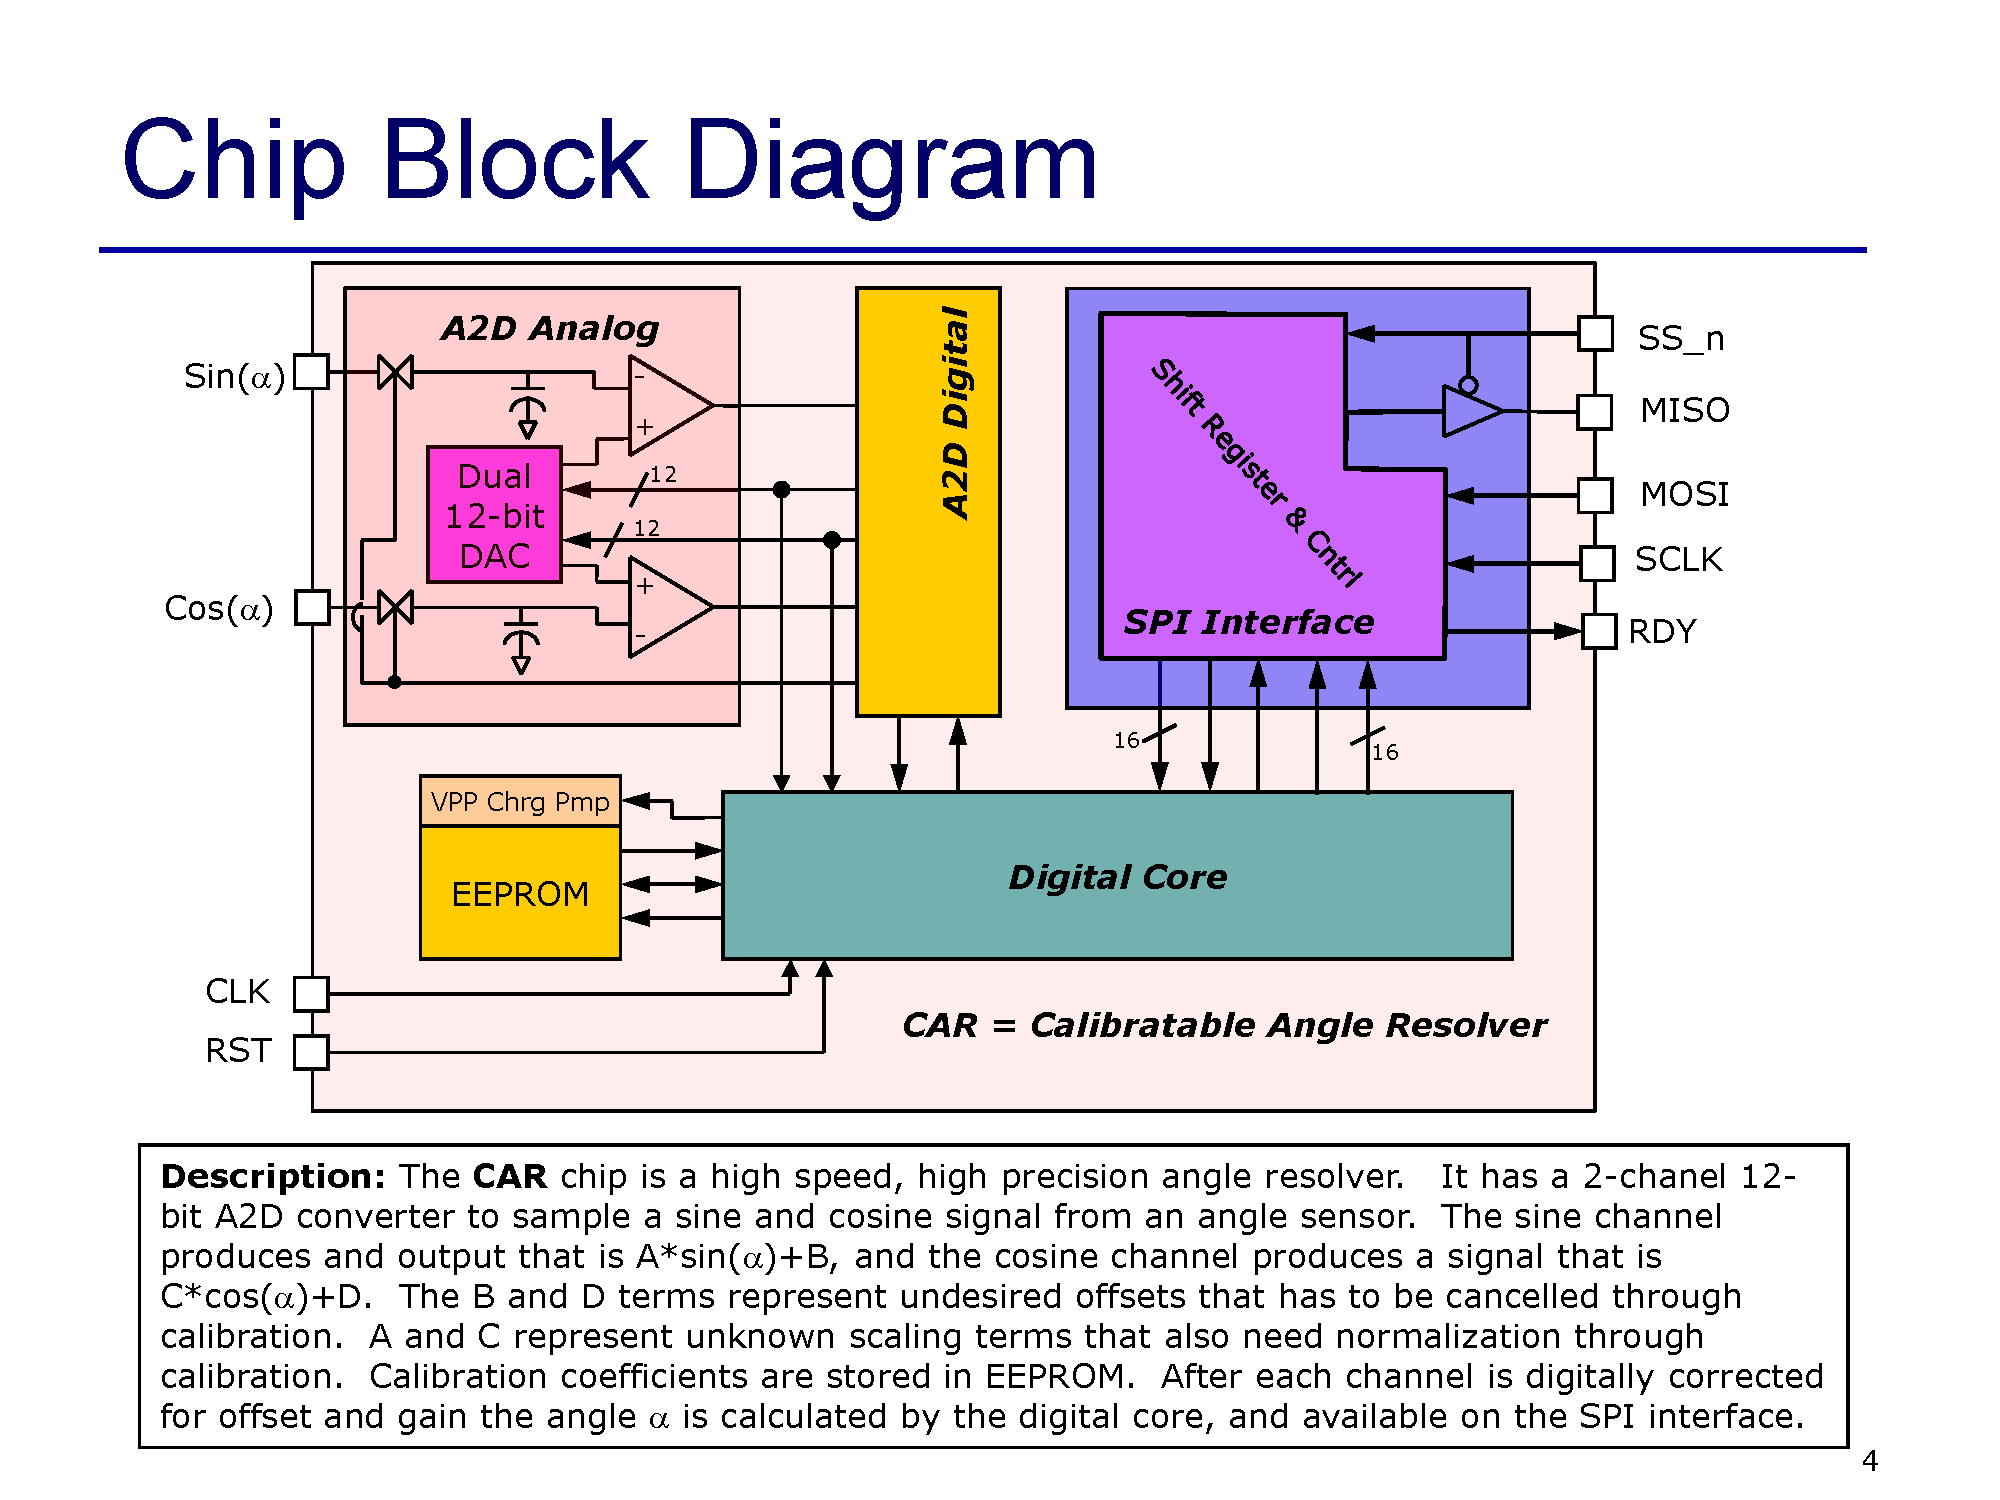 Chip Block Diagram
A2D Analog
A2D Digital
Sin(α)
-
+
Dual
12-bit
DAC
12
12
+
-
Cos(α)
Shift Register & Cntrl
SPI Interface
SS_n
MISO
MOSI
SCLK
RDY
16
16
VPP Chrg Pmp
EEPROM
Digital Core
CLK
RST
CAR = Calibratable Angle Resolver
Description: The CAR chip is a high speed, high precision angle resolver. It has a 2-chanel 12-
bit A2D converter to sample a sine and cosine signal from an angle sensor. The sine channel
produces and output that is A*sin(α)+B, and the cosine channel produces a signal that is
C*cos(α)+D. The B and D terms represent undesired offsets that has to be cancelled through
calibration. A and C represent unknown scaling terms that also need normalization through
calibration. Calibration coefficients are stored in EEPROM. After each channel is digitally corrected
for offset and gain the angle α is calculated by the digital core, and available on the SPI interface.
4